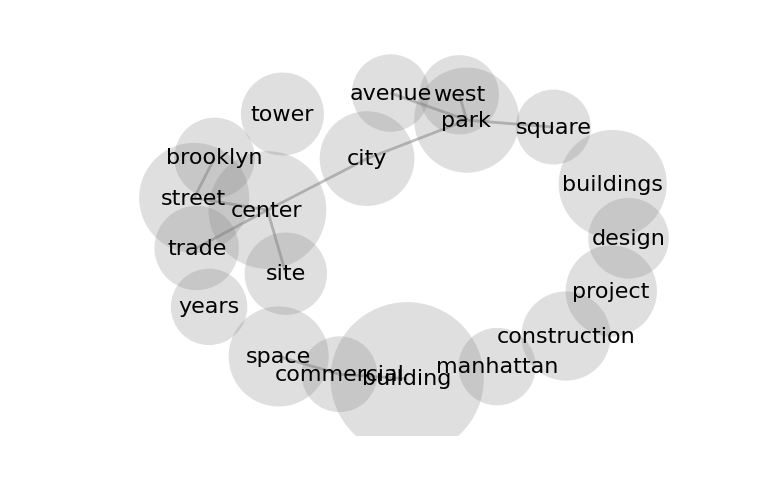 avenue
west
tower
park
square
brooklyn
city
buildings
street
center
design
trade
site
project
years
construction
space
manhattan
commercial
building